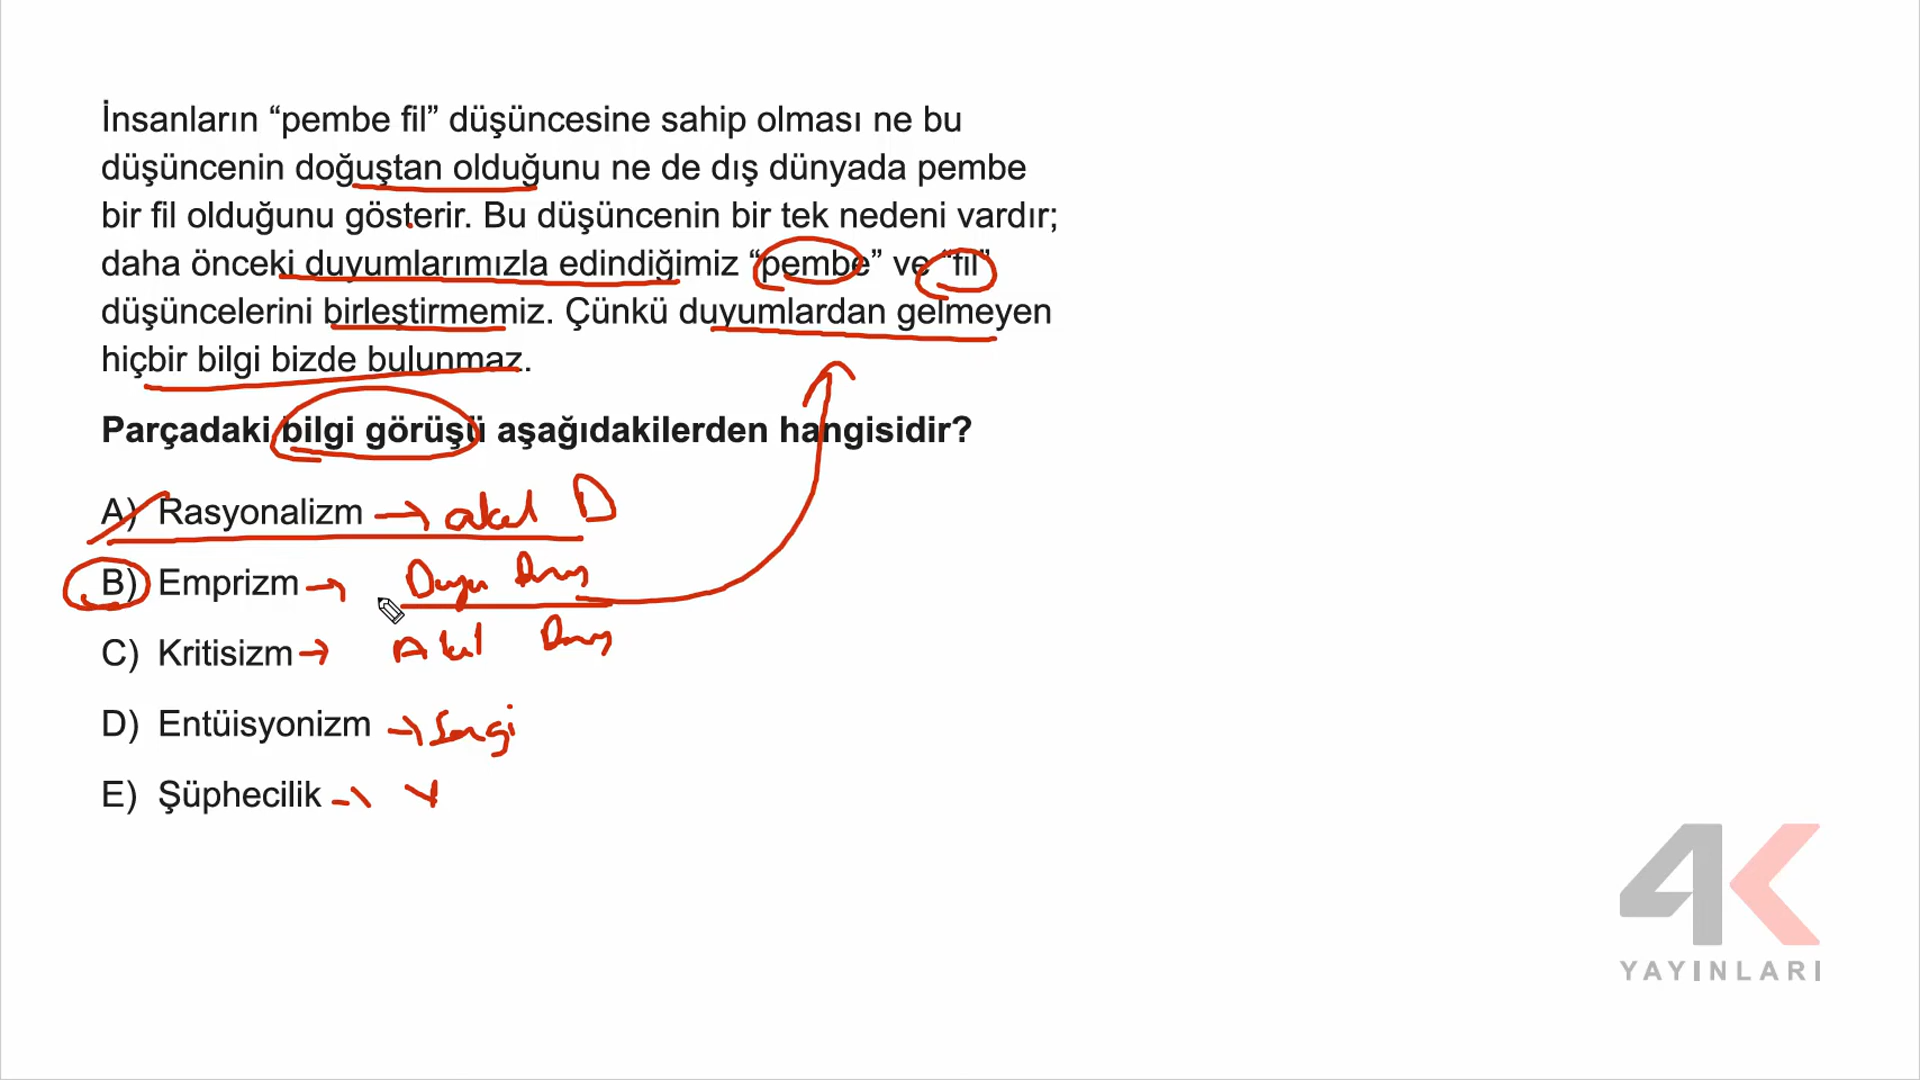 İnsanların “pembe fil” düşüncesine sahip olması ne bu
düşüncenin doğuştan olduğunu ne de dış dünyada pembe
bir fil olduğunu gösterir. Bu düşüncenin bir tek nedeni vardır;
daha önceki duyumlarımızla edindiğimiz “pembe” ve “fil”
düşüncelerini birleştirmemiz. Çünkü duyumlardan gelmeyen
hiçbir bilgi bizde bulunmaz.
Parçadaki bilgi görüşü aşağıdakilerden hangisidir?
A) Rasyonalizm → akıl D
B) Emprizm → Duyu
C) Kritisizm → Akıl
D) Entüisyonizm → Sezgi
E) Şüphecilik →
4K
YAYINLARI